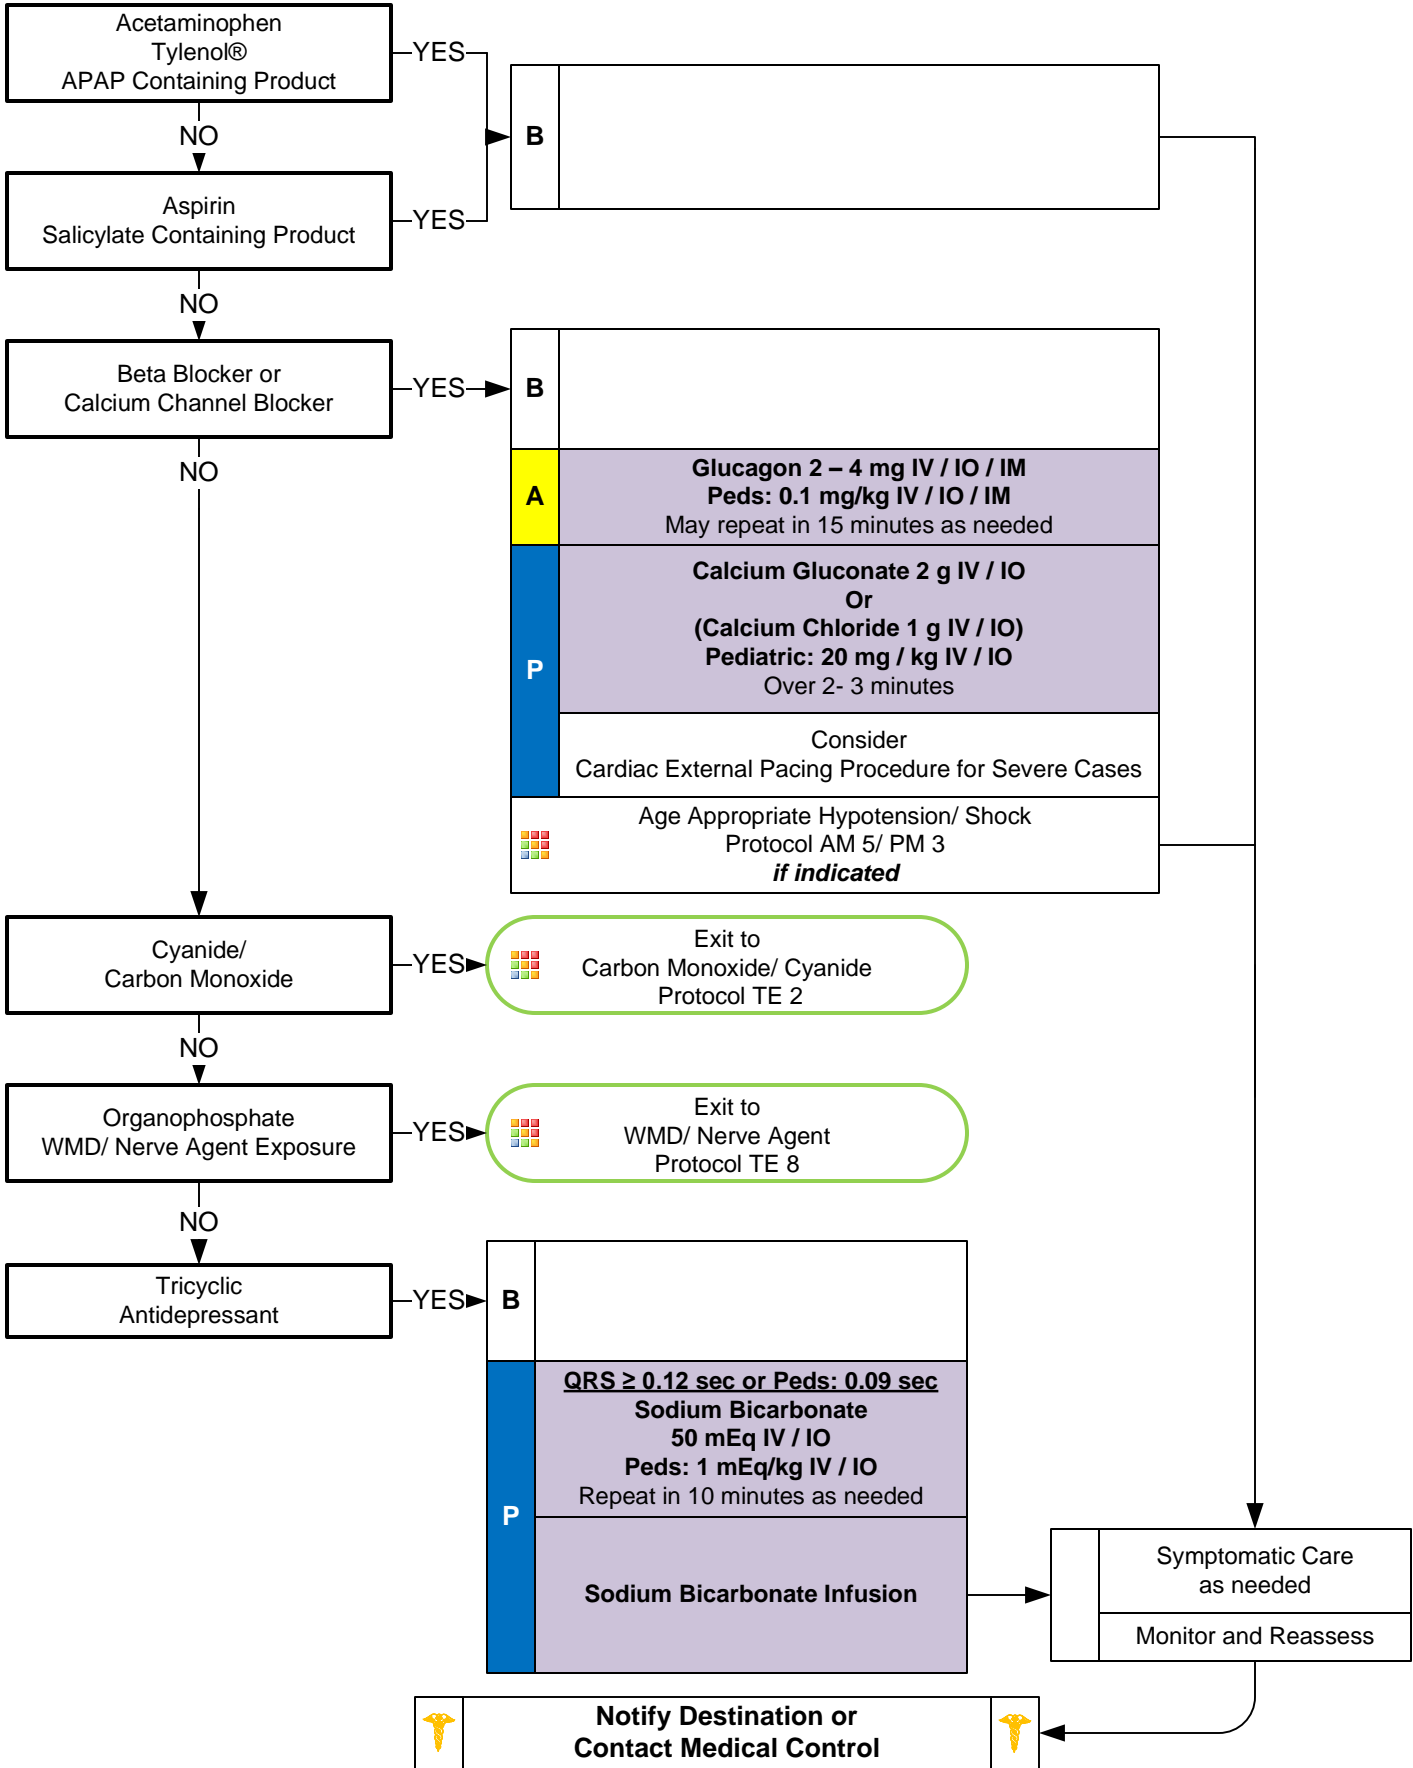 Acetaminophen
Tylenol®
APAP Containing Product
YES
NO
B
Aspirin
Salicylate Containing Product
YES
NO
Beta Blocker or
Calcium Channel Blocker
YES
B
NO
A
Glucagon 2 – 4 mg IV / IO / IM
Peds: 0.1 mg/kg IV / IO / IM
May repeat in 15 minutes as needed
P
Calcium Gluconate 2 g IV / IO
Or
(Calcium Chloride 1 g IV / IO)
Pediatric: 20 mg / kg IV / IO
Over 2- 3 minutes
Consider
Cardiac External Pacing Procedure for Severe Cases
Age Appropriate Hypotension/ Shock
Protocol AM 5/ PM 3
if indicated
Cyanide/
Carbon Monoxide
YES
Exit to
Carbon Monoxide/ Cyanide
Protocol TE 2
NO
Organophosphate
WMD/ Nerve Agent Exposure
YES
Exit to
WMD/ Nerve Agent
Protocol TE 8
NO
Tricyclic
Antidepressant
YES
B
P
QRS ≥ 0.12 sec or Peds: 0.09 sec
Sodium Bicarbonate
50 mEq IV / IO
Peds: 1 mEq/kg IV / IO
Repeat in 10 minutes as needed
Sodium Bicarbonate Infusion
Symptomatic Care
as needed
Monitor and Reassess
Notify Destination or
Contact Medical Control